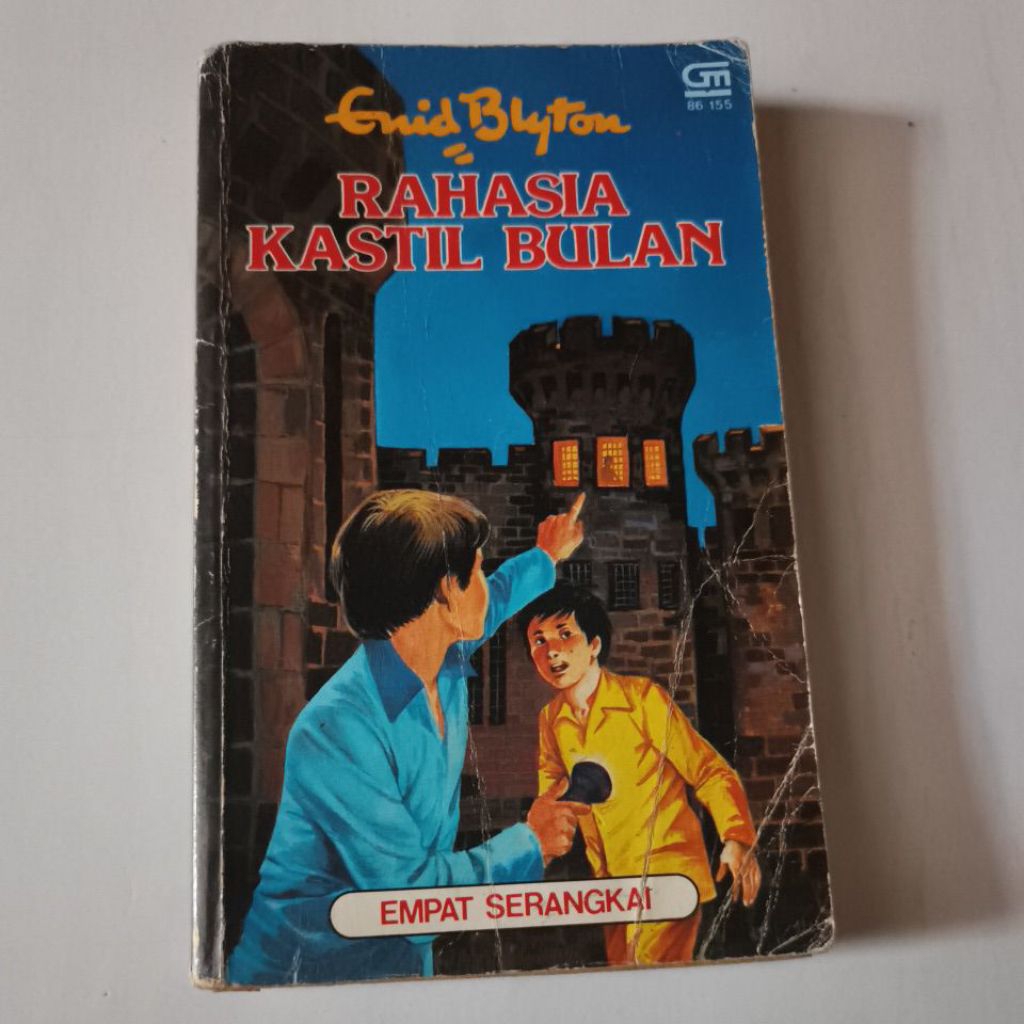 Enid Blyton
GM
86 155
RAHASIA
KASTIL BULAN
EMPAT SERANGKAI